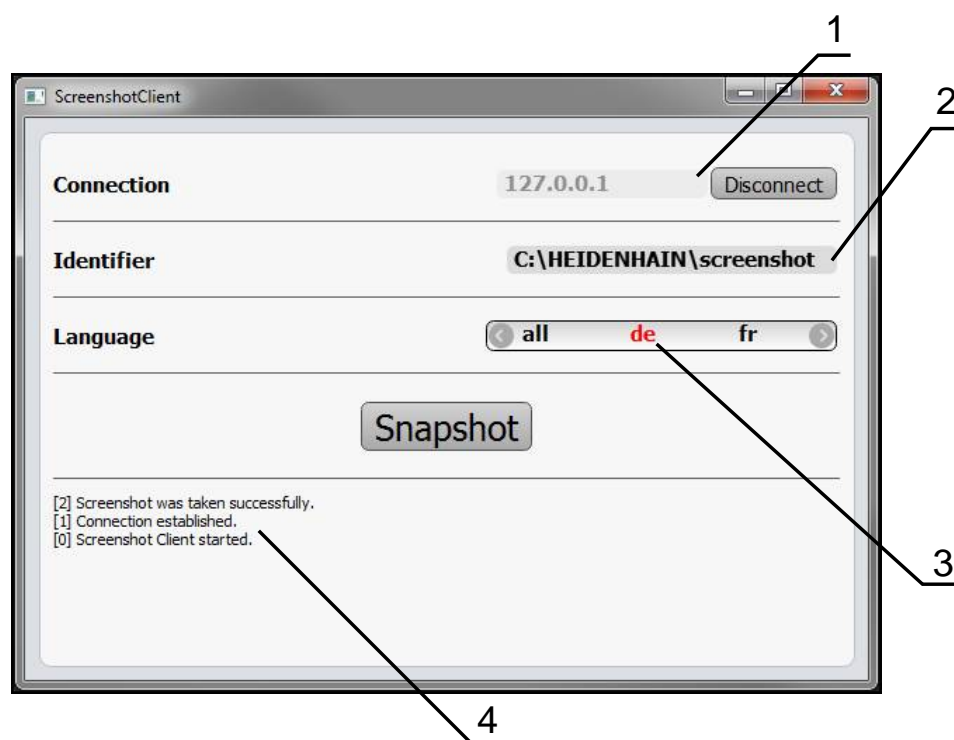 1
ScreenshotClient
2
Connection 127.0.0.1 Disconnect
Identifier C:\HEIDENHAIN\screenshot
Language all de fr
Snapshot
[2] Screenshot was taken successfully.
[1] Connection established.
[0] Screenshot Client started.
3
4